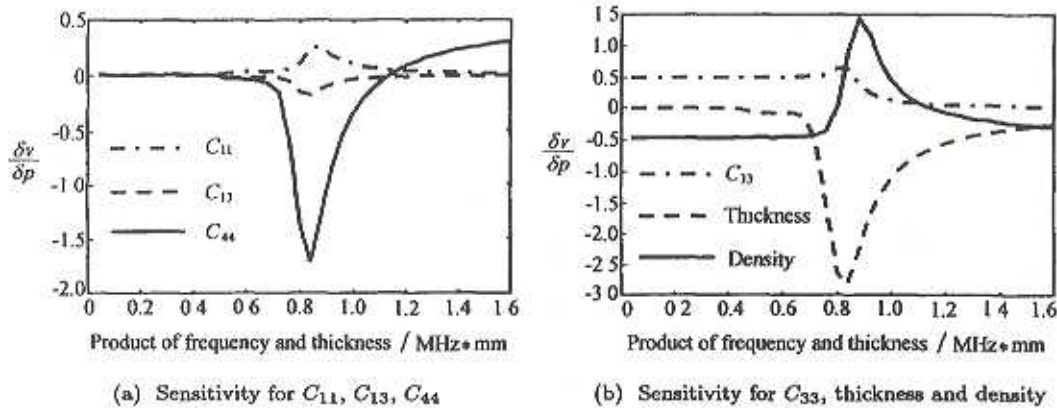 0.5
0
-0.5
-1.0
-1.5
-2.0
δv
δp
C11
C13
C44
0 0.2 0.4 0.6 0.8 1.0 1.2 1.4 1.6
Product of frequency and thickness / MHz*mm
(a) Sensitivity for C11, C13, C44
1 5
1.0
0.5
0
-0.5
-1 0
-1 5
-2.0
-2.5
-3 0
δv
δp
C33
Thickness
Density
0 0 2 0.4 0 6 0.8 1 0 1 2 1 4 1 6
Product of frequency and thickness / MHz*mm
(b) Sensitivity for C33, thickness and density